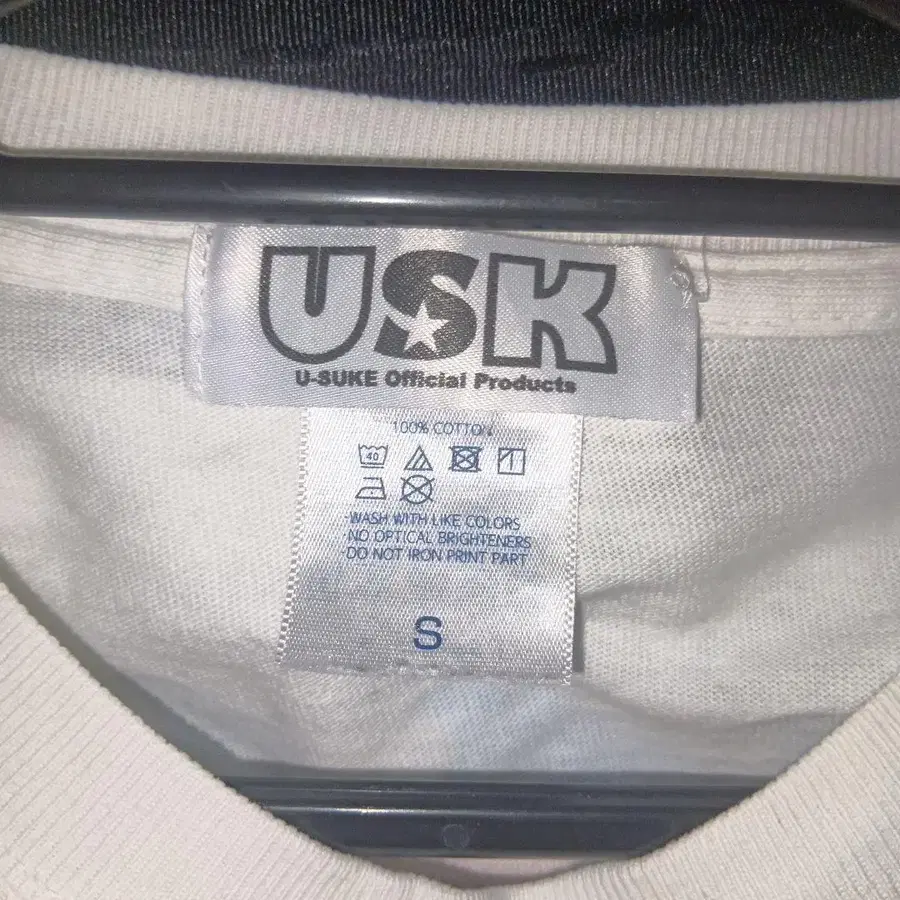 USK
U-SUKE Official Products
100% COTTON
40
WASH WITH LIKE COLORS
NO OPTICAL BRIGHTENERS
DO NOT IRON PRINT PART
S